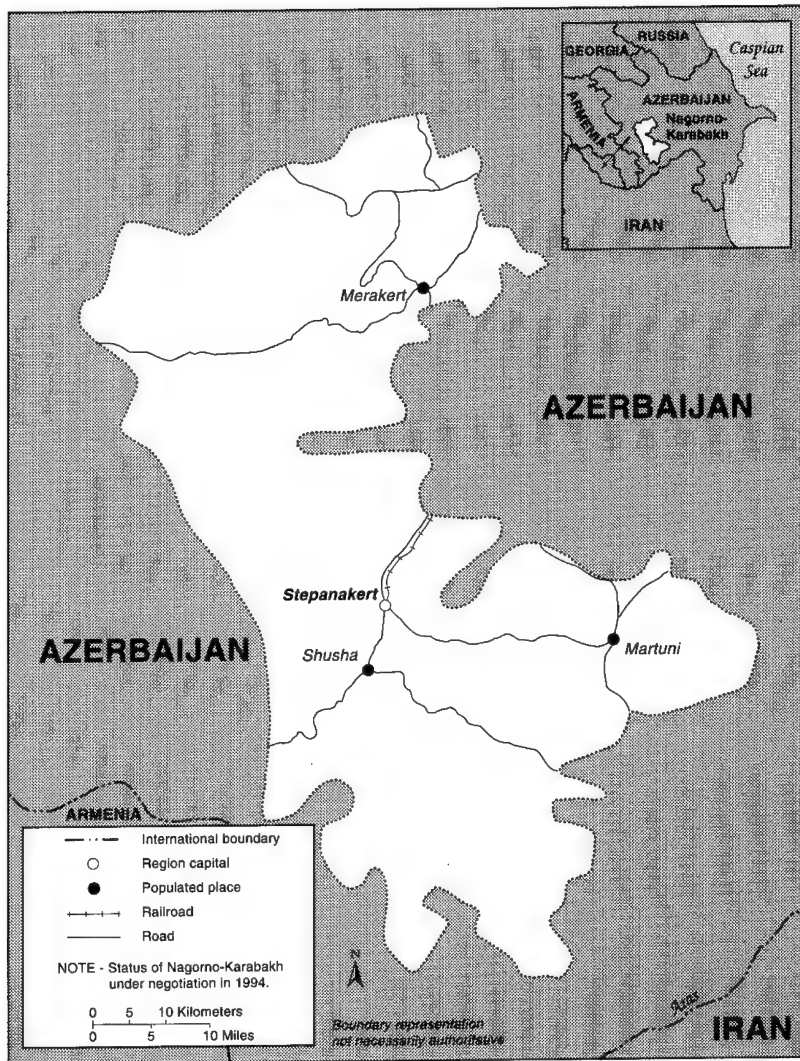 RUSSIA
GEORGIA
Caspian
Sea
AZERBAIJAN
ARMENIA
Nagorno-
Karabakh
IRAN
Merakert
AZERBAIJAN
Stepanakert
AZERBAIJAN
Shusha
Martuni
ARMENIA
International boundary
Region capital
Populated place
Railroad
Road
NOTE - Status of Nagorno-Karabakh
under negotiation in 1994.
0 5 10 Kilometers
0 5 10 Miles
N
Boundary representation
not necessarily authoritative
IRAN